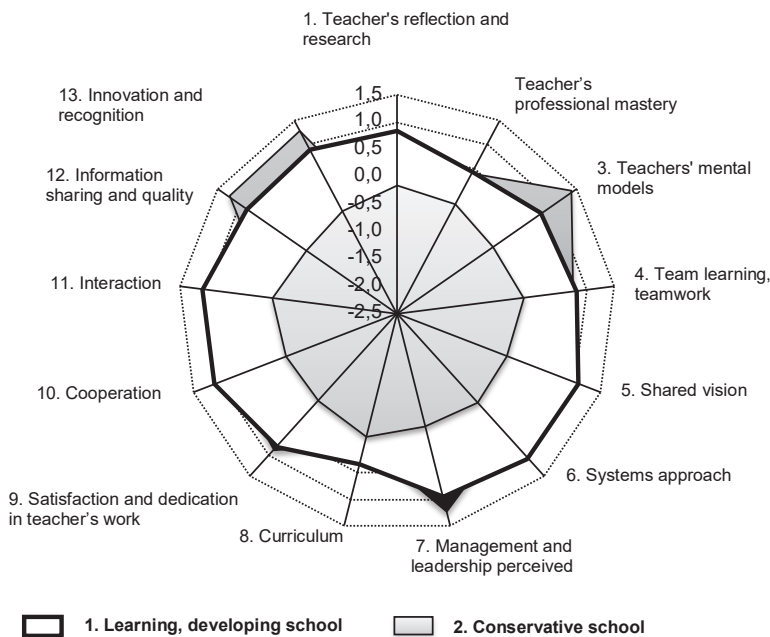 1. Teacher's reflection and
research
Teacher's
professional mastery
3. Teachers' mental
models
4. Team learning,
teamwork
5. Shared vision
6. Systems approach
7. Management and
leadership perceived
8. Curriculum
9. Satisfaction and dedication
in teacher's work
10. Cooperation
11. Interaction
12. Information
sharing and quality
13. Innovation and
recognition
1,5
1,0
0,5
0,0
-0,5
-1,0
-1,5
-2,0
-2,5
1. Learning, developing school
2. Conservative school